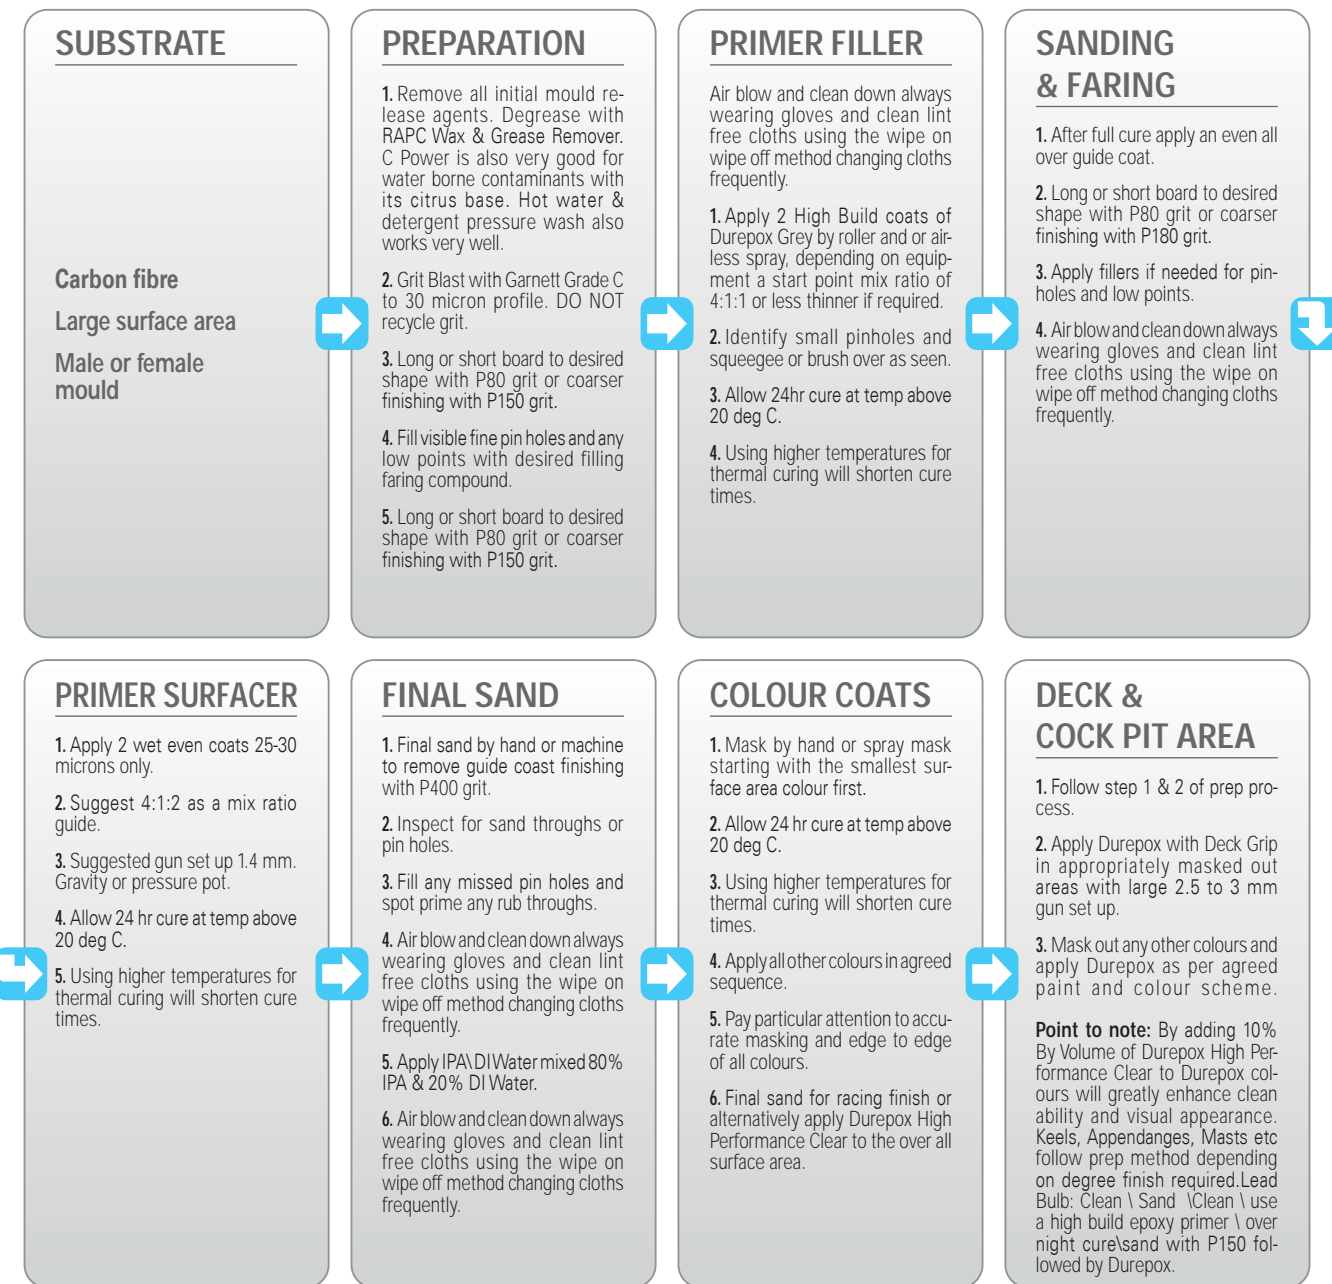 SUBSTRATE
Carbon fibre
Large surface area
Male or female
mould
PREPARATION
1. Remove all initial mould re-
lease agents. Degrease with
RAPC Wax & Grease Remover.
C Power is also very good for
water borne contaminants with
its citrus base. Hot water &
detergent pressure wash also
works very well.
2. Grit Blast with Garnett Grade C
to 30 micron profile. DO NOT
recycle grit.
3. Long or short board to desired
shape with P80 grit or coarser
finishing with P150 grit.
4. Fill visible fine pin holes and any
low points with desired filling
faring compound.
5. Long or short board to desired
shape with P80 grit or coarser
finishing with P150 grit.
PRIMER FILLER
Air blow and clean down always
wearing gloves and clean lint
free cloths using the wipe on
wipe off method changing cloths
frequently.
1. Apply 2 High Build coats of
Durepox Grey by roller and or air-
less spray, depending on equip-
ment a start point mix ratio of
4:1:1 or less thinner if required.
2. Identify small pinholes and
squeegee or brush over as seen.
3. Allow 24hr cure at temp above
20 deg C.
4. Using higher temperatures for
thermal curing will shorten cure
times.
SANDING
& FARING
1. After full cure apply an even all
over guide coat.
2. Long or short board to desired
shape with P80 grit or coarser
finishing with P180 grit.
3. Apply fillers if needed for pin-
holes and low points.
4. Air blow and clean down always
wearing gloves and clean lint
free cloths using the wipe on
wipe off method changing cloths
frequently.
PRIMER SURFACER
1. Apply 2 wet even coats 25-30
microns only.
2. Suggest 4:1:2 as a mix ratio
guide.
3. Suggested gun set up 1.4 mm.
Gravity or pressure pot.
4. Allow 24 hr cure at temp above
20 deg C.
5. Using higher temperatures for
thermal curing will shorten cure
times.
FINAL SAND
1. Final sand by hand or machine
to remove guide coast finishing
with P400 grit.
2. Inspect for sand throughs or
pin holes.
3. Fill any missed pin holes and
spot prime any rub throughs.
4. Air blow and clean down always
wearing gloves and clean lint
free cloths using the wipe on
wipe off method changing cloths
frequently.
5. Apply IPA\DI Water mixed 80%
IPA & 20% DI Water.
6. Air blow and clean down always
wearing gloves and clean lint
free cloths using the wipe on
wipe off method changing cloths
frequently.
COLOUR COATS
1. Mask by hand or spray mask
starting with the smallest sur-
face area colour first.
2. Allow 24 hr cure at temp above
20 deg C.
3. Using higher temperatures for
thermal curing will shorten cure
times.
4. Apply all other colours in agreed
sequence.
5. Pay particular attention to accu-
rate masking and edge to edge
of all colours.
6. Final sand for racing finish or
alternatively apply Durepox High
Performance Clear to the over all
surface area.
DECK &
COCK PIT AREA
1. Follow step 1 & 2 of prep pro-
cess.
2. Apply Durepox with Deck Grip
in appropriately masked out
areas with large 2.5 to 3 mm
gun set up.
3. Mask out any other colours and
apply Durepox as per agreed
paint and colour scheme.
Point to note: By adding 10%
By Volume of Durepox High Per-
formance Clear to Durepox col-
ours will greatly enhance clean
ability and visual appearance.
Keels, Appendanges, Masts etc
follow prep method depending
on degree finish required.Lead
Bulb: Clean \ Sand \Clean \ use
a high build epoxy primer \ over
night cure\sand with P150 fol-
lowed by Durepox.